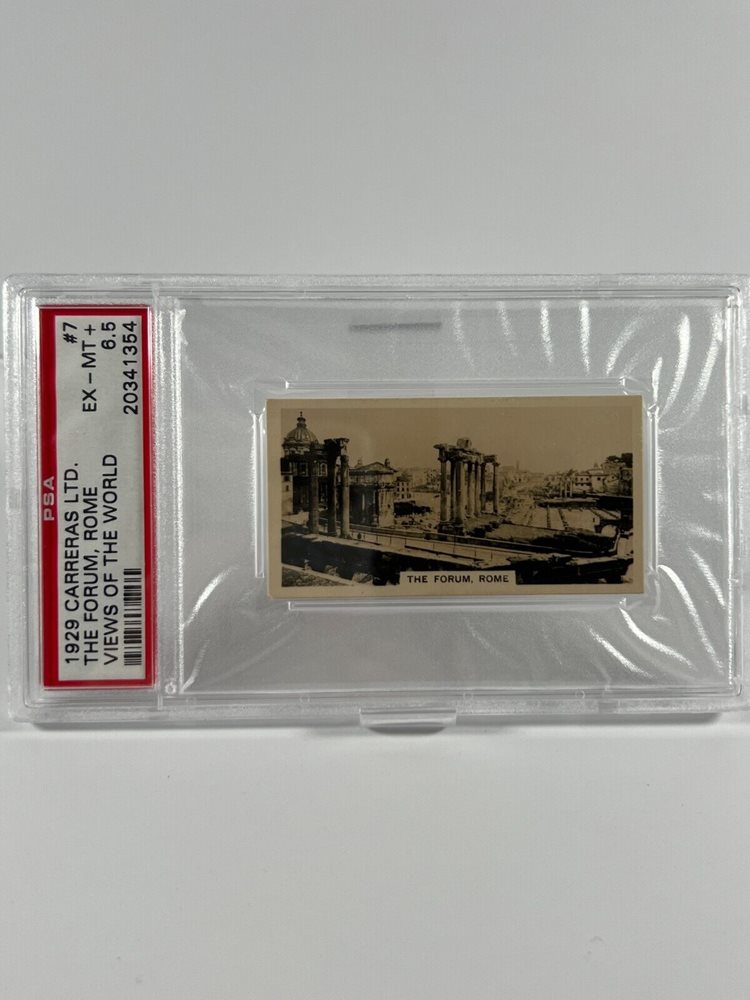 1929 CARRERAS LTD. #7
THE FORUM, ROME EX-MT+
VIEWS OF THE WORLD 6.5
20341354
PSA
THE FORUM, ROME